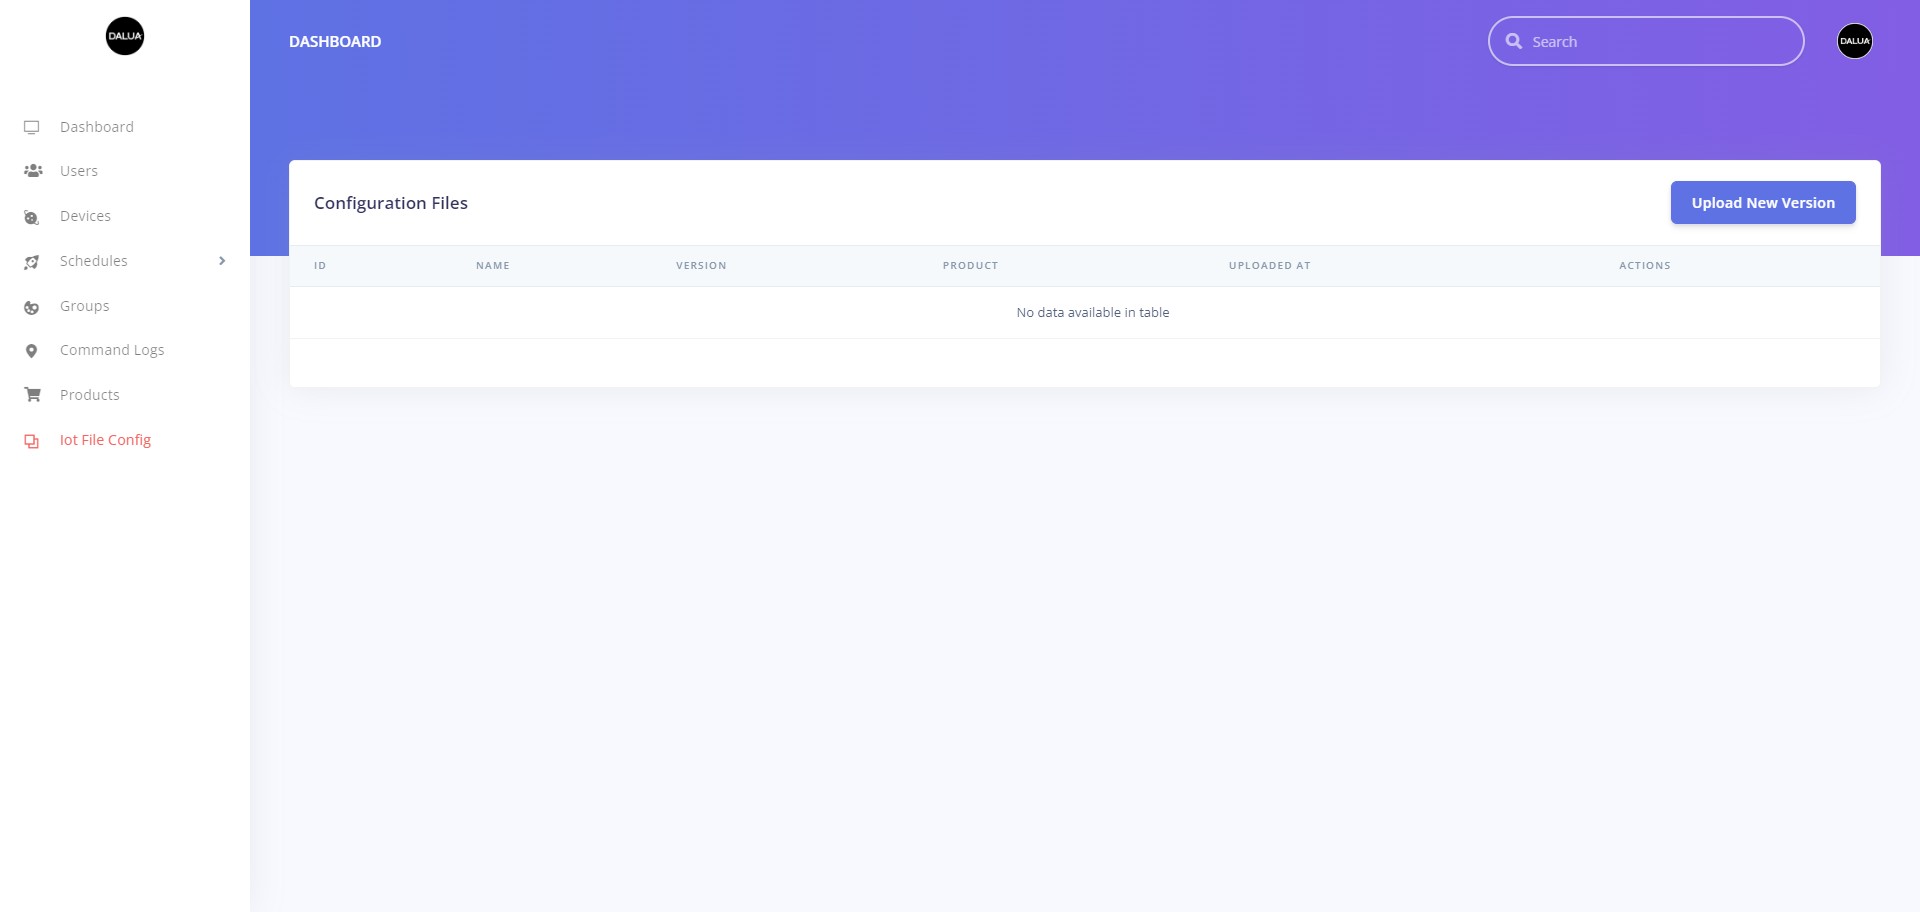 DALUA
Dashboard
Users
Devices
Schedules
Groups
Command Logs
Products
Iot File Config
DASHBOARD
Search
DALUA
Configuration Files
Upload New Version
ID NAME VERSION PRODUCT UPLOADED AT ACTIONS
No data available in table